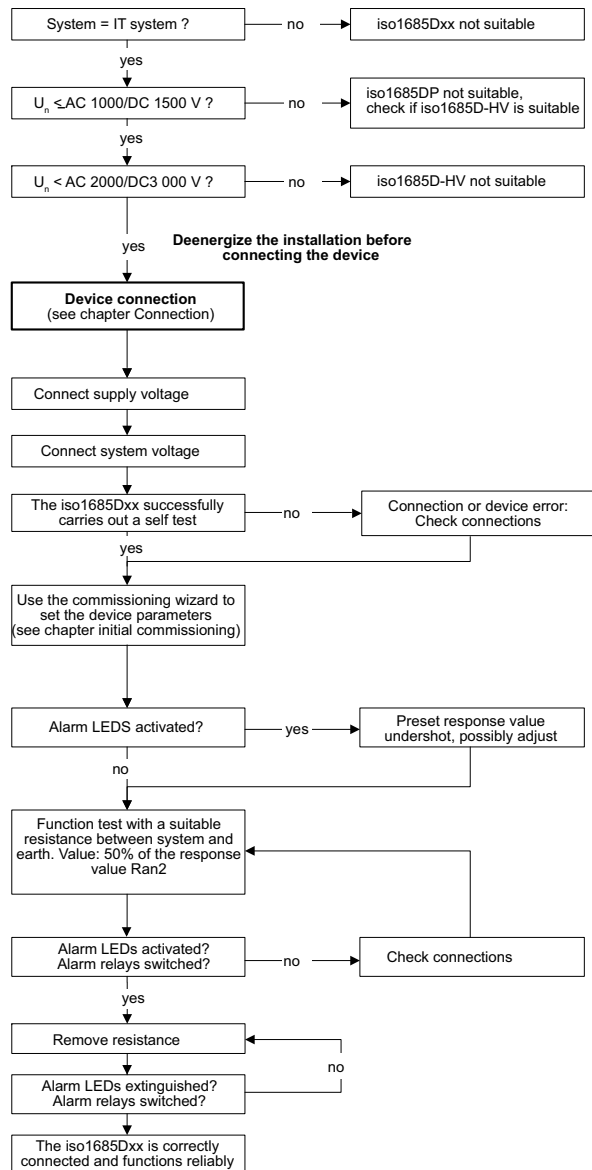 System = IT system ?
no
iso1685Dxx not suitable
yes
Un ≤AC 1000/DC 1500 V ?
no
iso1685DP not suitable,
check if iso1685D-HV is suitable
yes
Un < AC 2000/DC3 000 V ?
no
iso1685D-HV not suitable
yes
Deenergize the installation before
connecting the device
Device connection
(see chapter Connection)
Connect supply voltage
Connect system voltage
The iso1685Dxx successfully
carries out a self test
no
Connection or device error:
Check connections
yes
Use the commissioning wizard to
set the device parameters
(see chapter initial commissioning)
Alarm LEDS activated?
yes
Preset response value
undershot, possibly adjust
no
Function test with a suitable
resistance between system and
earth. Value: 50% of the response
value Ran2
Alarm LEDs activated?
Alarm relays switched?
no
Check connections
yes
Remove resistance
no
Alarm LEDs extinguished?
Alarm relays switched?
The iso1685Dxx is correctly
connected and functions reliably